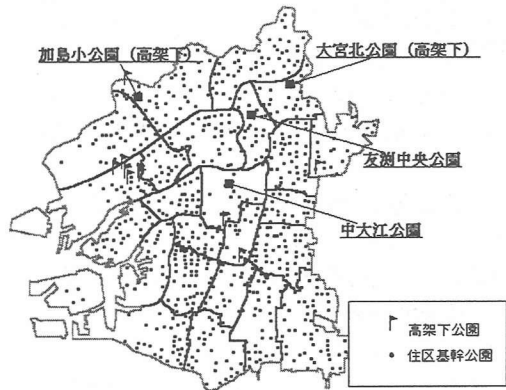 加島小公園（高架下）
大宮北公園（高架下）
友渕中央公園
中大江公園
高架下公園
住区基幹公園